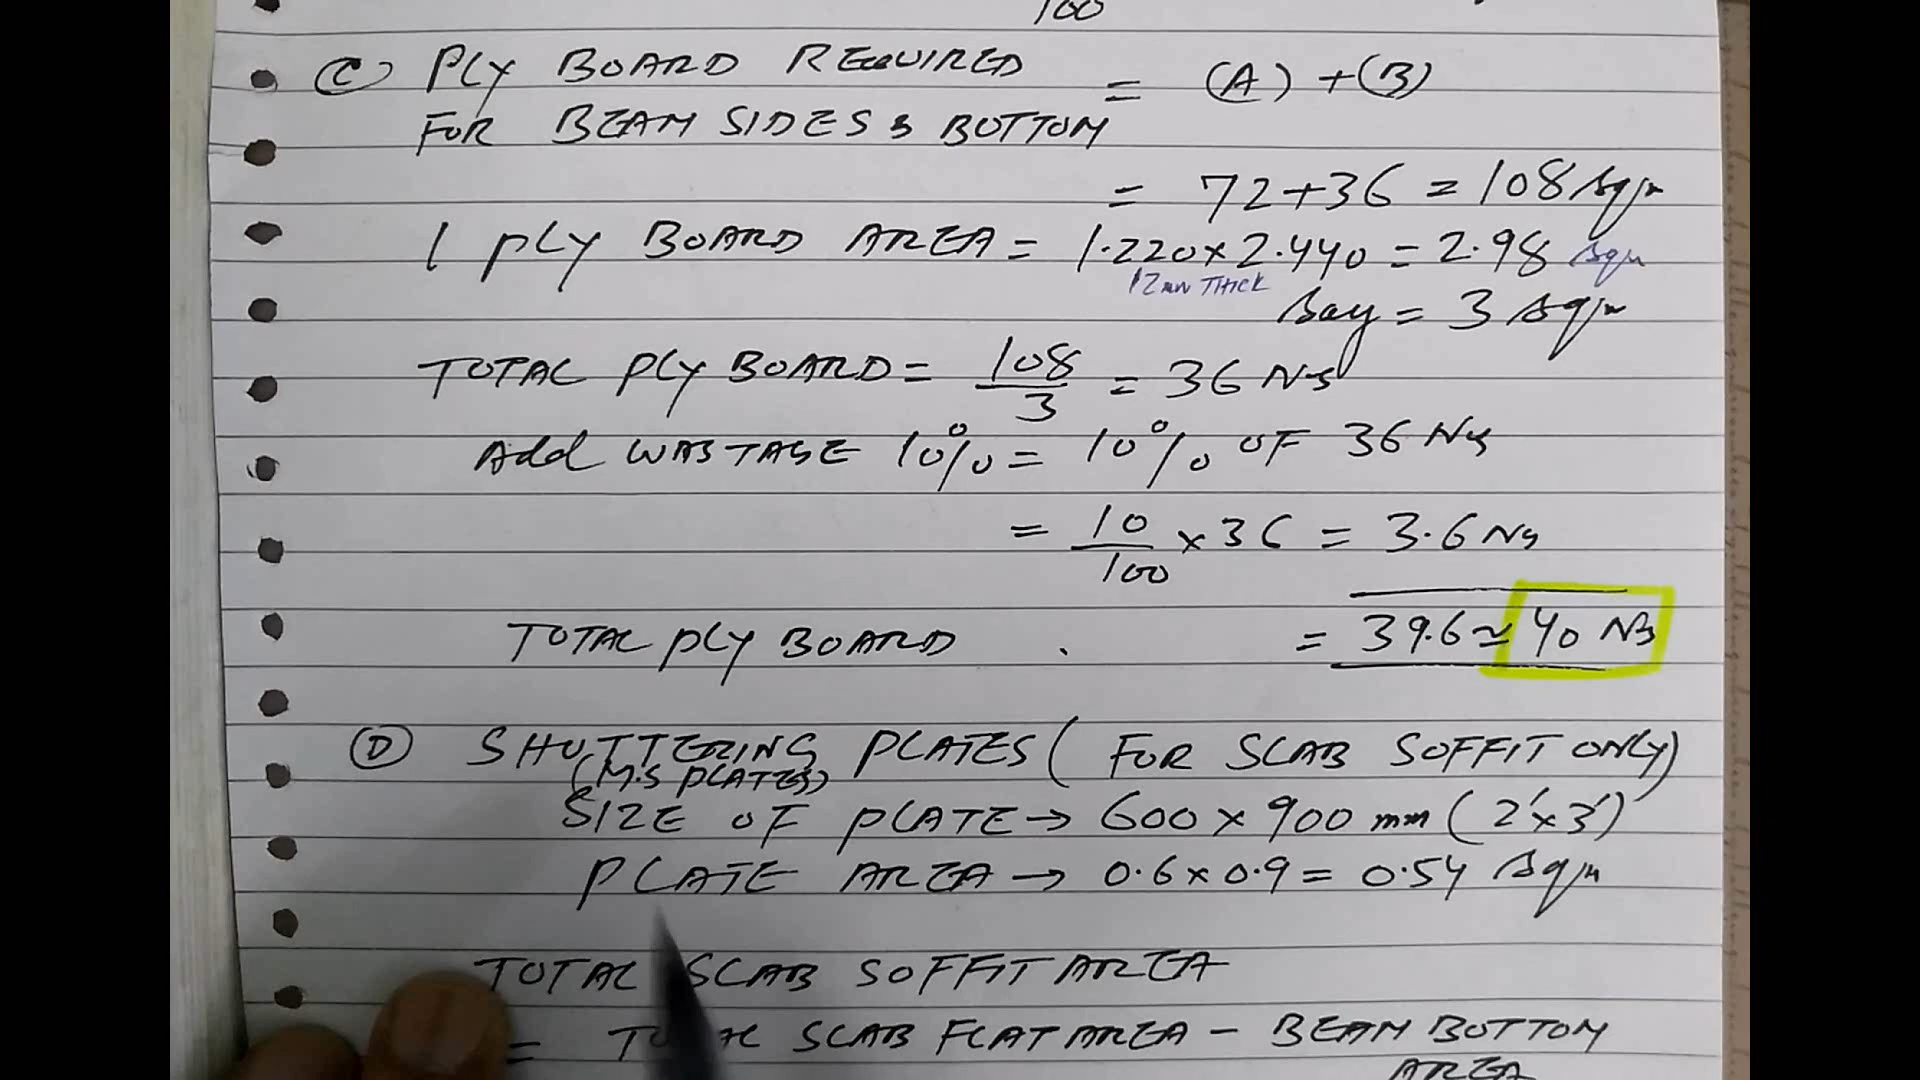 100
(C) PLY BOARD REQUIRED = (A) + (B)
FOR BEAM SIDES & BOTTOM
= 72+36 = 108 Sqm
1 PLY BOARD AREA = 1.220 x 2.440 = 2.98 Sqm
12mm THICK
Say = 3 Sqm
TOTAL PLY BOARD = 108/3 = 36 Nos
Add WASTAGE 10% = 10% OF 36 Nos
= 10/100 x 36 = 3.6 Nos
TOTAL PLY BOARD = 39.6 ≈ 40 Nos
(D) SHUTTERING PLATES ( FOR SLAB SOFFIT ONLY)
(M.S PLATES)
SIZE OF PLATE → 600 x 900 mm ( 2' x 3' )
PLATE AREA → 0.6 x 0.9 = 0.54 Sqm
TOTAL SLAB SOFFIT AREA
= TOTAL SLAB FLAT AREA - BEAM BOTTOM
AREA